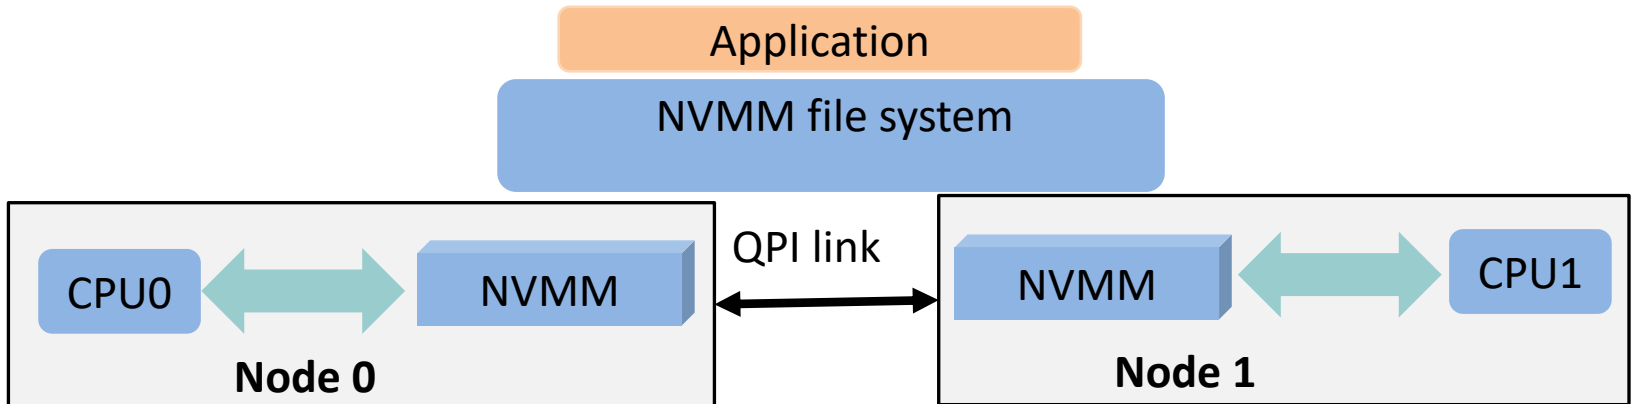 Application
NVMM file system
QPI link
CPU0
NVMM
Node 0
NVMM
CPU1
Node 1